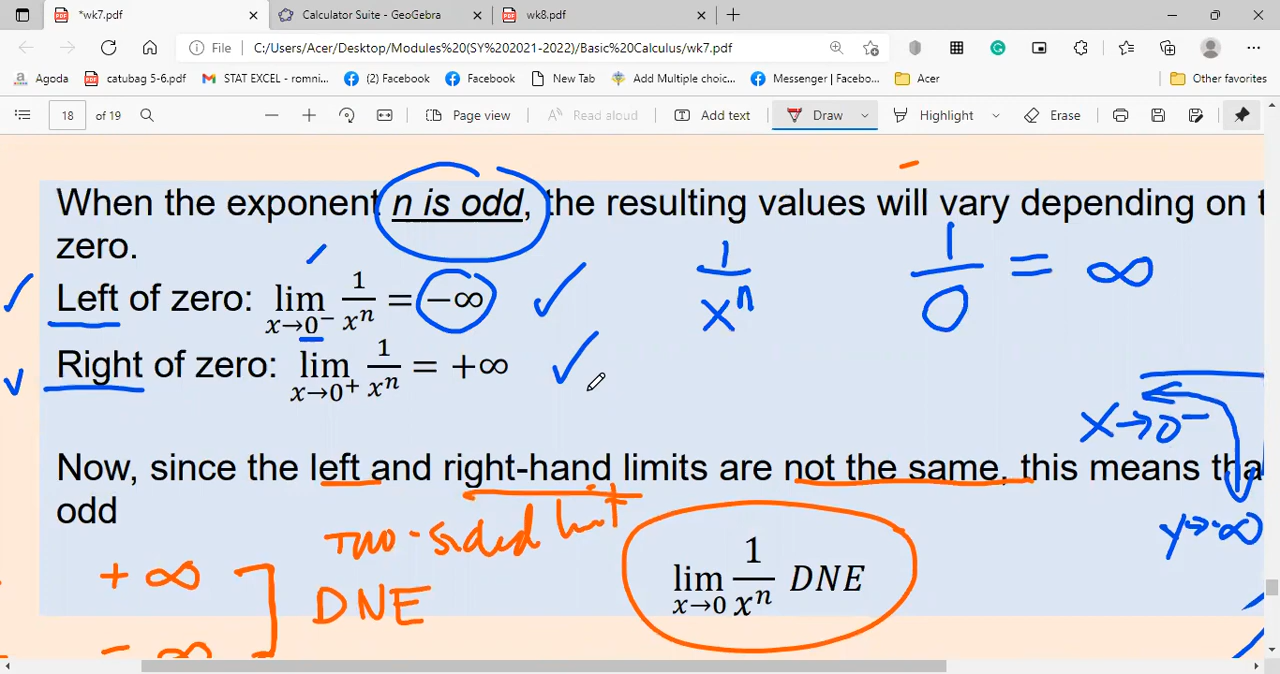 *wk7.pdf
Calculator Suite - GeoGebra
wk8.pdf
File
C:/Users/Acer/Desktop/Modules%20(SY%202021-2022)/Basic%20Calculus/wk7.pdf
Agoda
catubag 5-6.pdf
STAT EXCEL - romni...
(2) Facebook
Facebook
New Tab
Add Multiple choic...
Messenger | Faceboo...
Acer
Other favorites
18 of 19
Page view
Read aloud
Add text
Draw
Highlight
Erase
When the exponent n is odd, the resulting values will vary depending on t
zero.
Left of zero: lim x→0⁻ 1/xⁿ = −∞
Right of zero: lim x→0⁺ 1/xⁿ = +∞
1/xⁿ
1/0 = ∞
x→0⁻
y→-∞
Now, since the left and right-hand limits are not the same, this means tha
odd
Two-sided limit
DNE
+ ∞
- ∞
lim x→0 1/xⁿ DNE